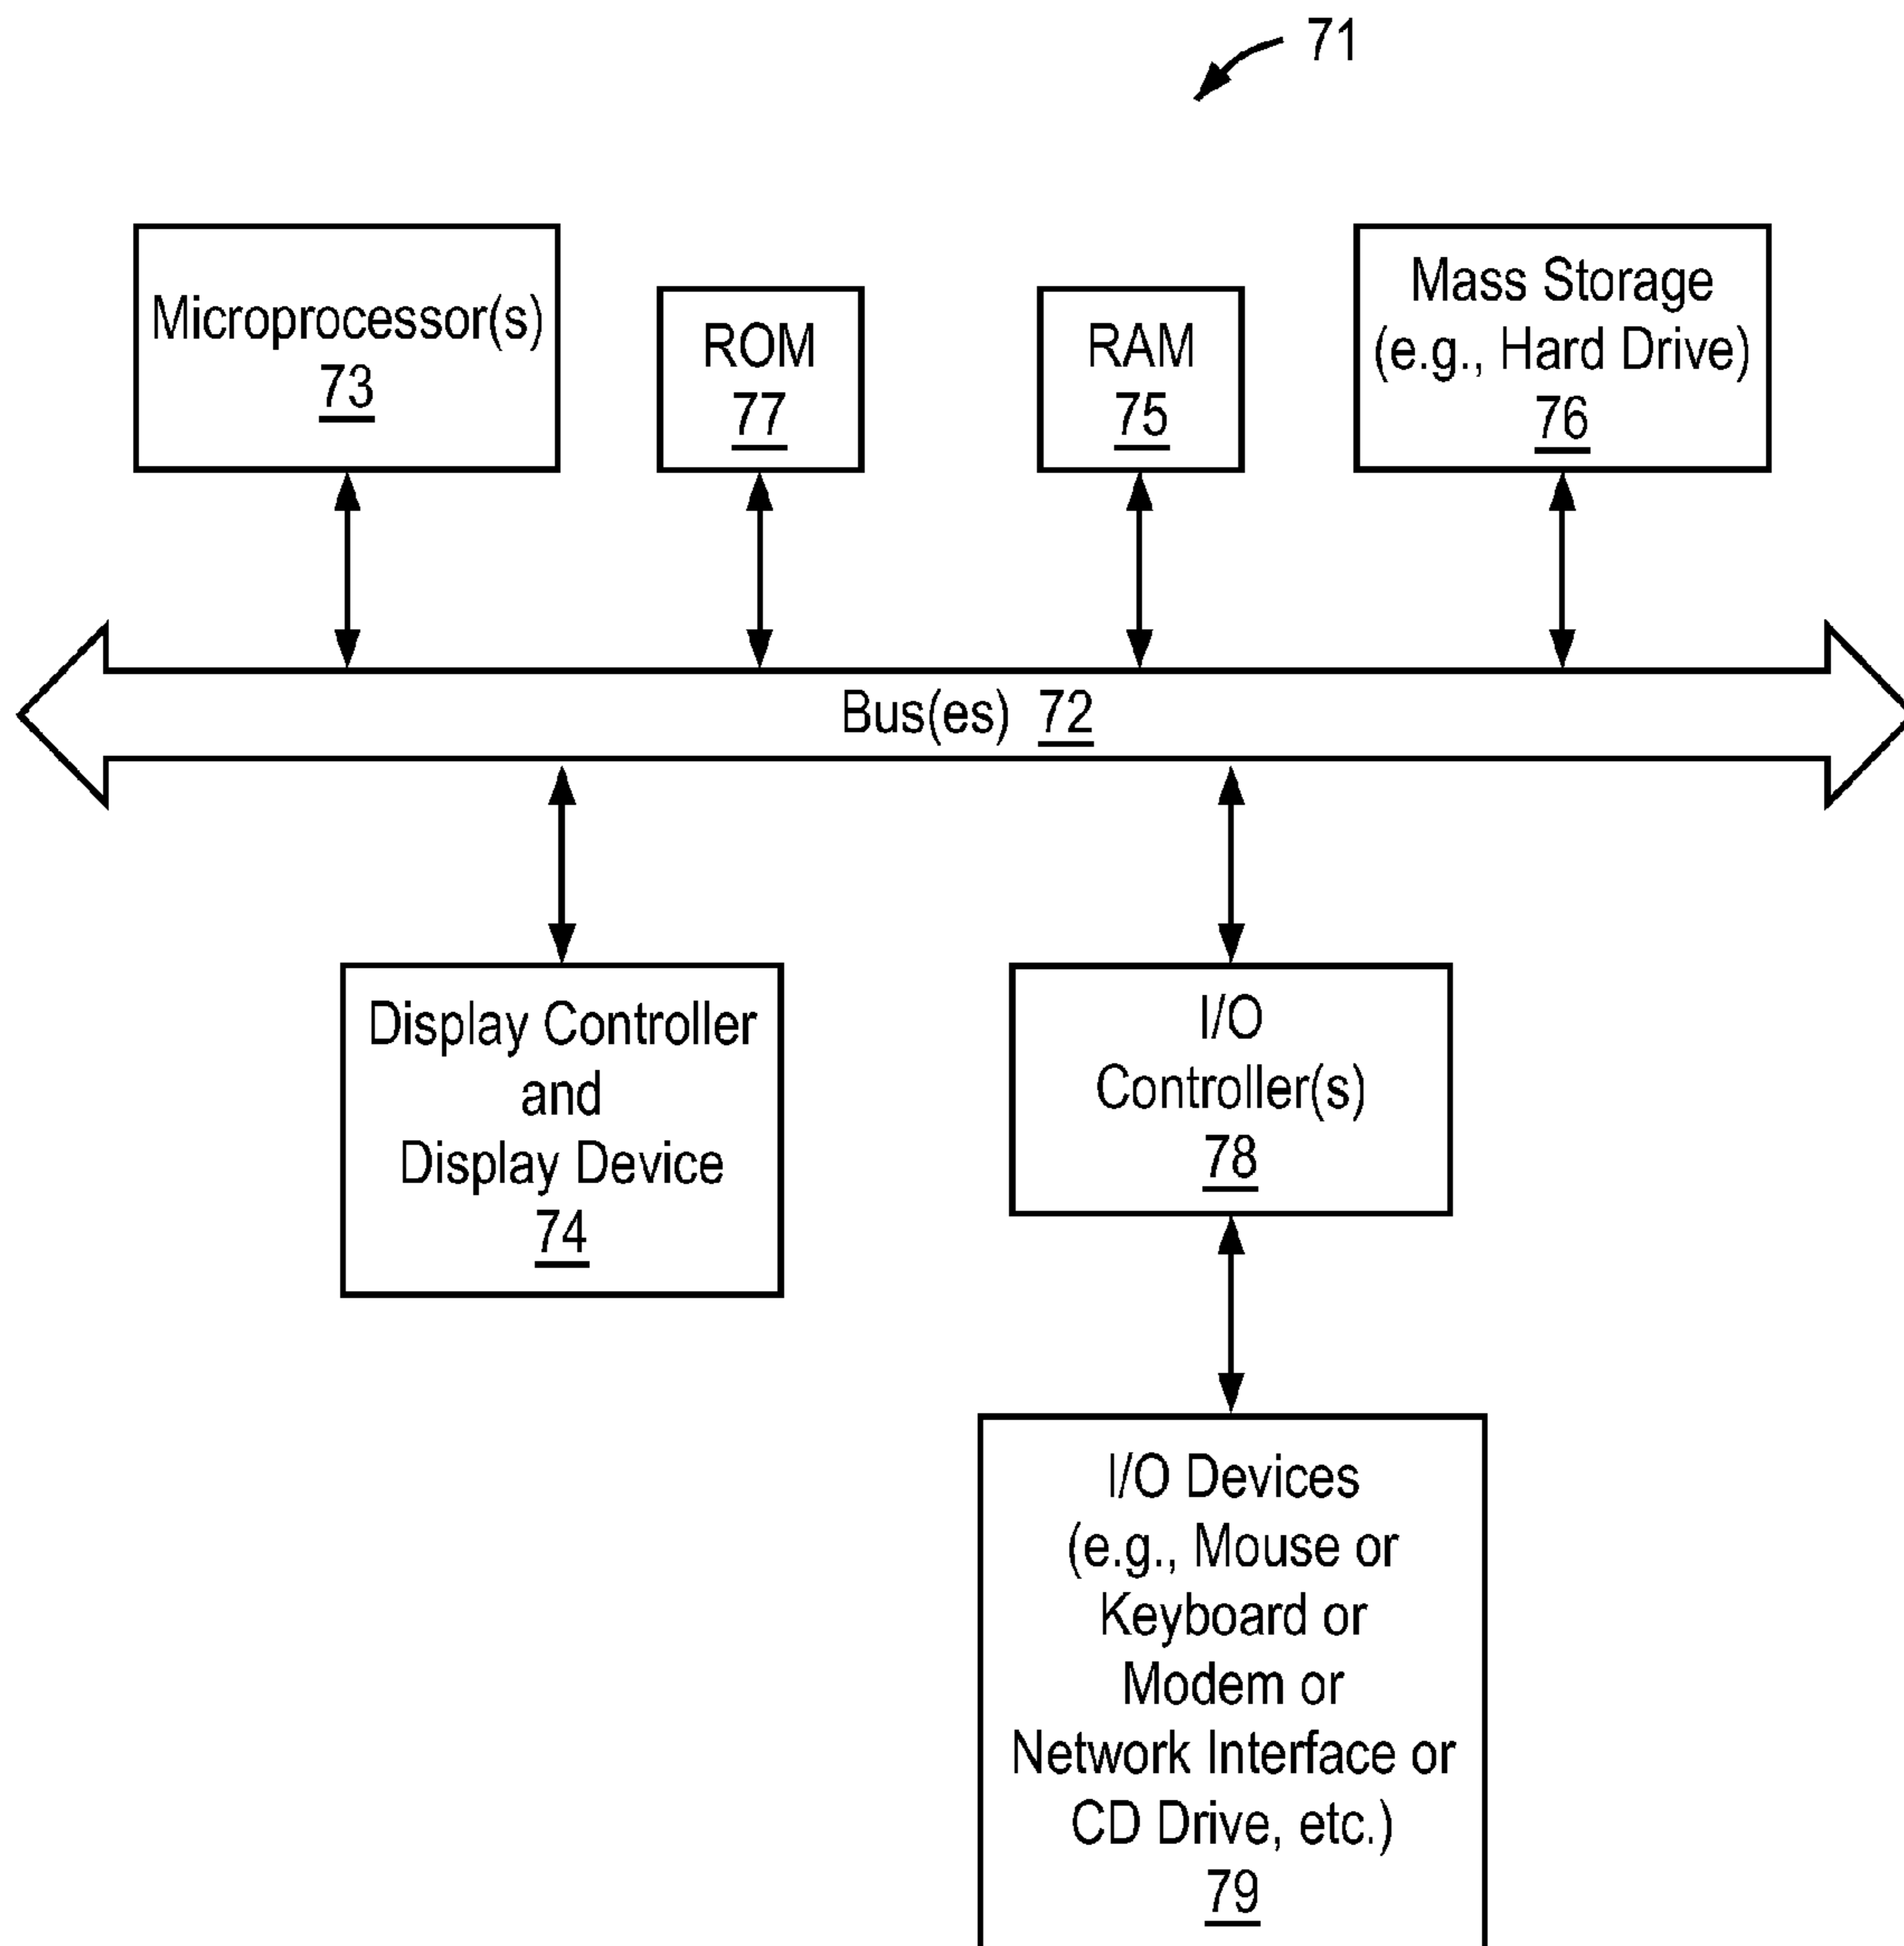 71
Microprocessor(s)
73
ROM
77
RAM
75
Mass Storage
(e.g., Hard Drive)
76
Bus(es) 72
Display Controller
and
Display Device
74
I/O
Controller(s)
78
I/O Devices
(e.g., Mouse or
Keyboard or
Modem or
Network Interface or
CD Drive, etc.)
79